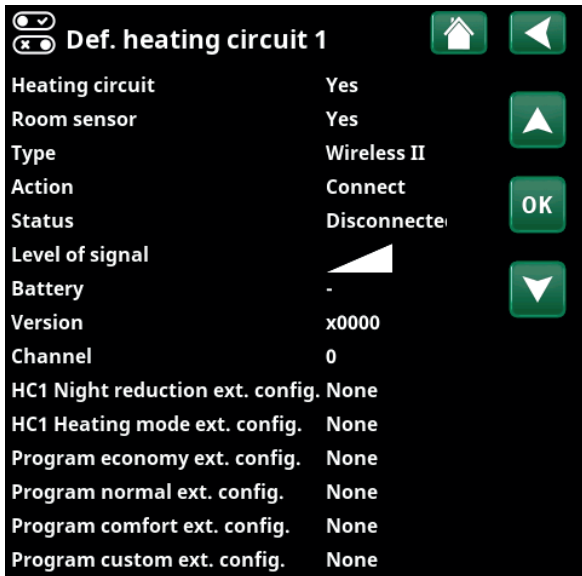 Def. heating circuit 1
Heating circuit Yes
Room sensor Yes
Type Wireless II
Action Connect
Status Disconnecte
OK
Level of signal
Battery -
Version x0000
Channel 0
HC1 Night reduction ext. config. None
HC1 Heating mode ext. config. None
Program economy ext. config. None
Program normal ext. config. None
Program comfort ext. config. None
Program custom ext. config. None